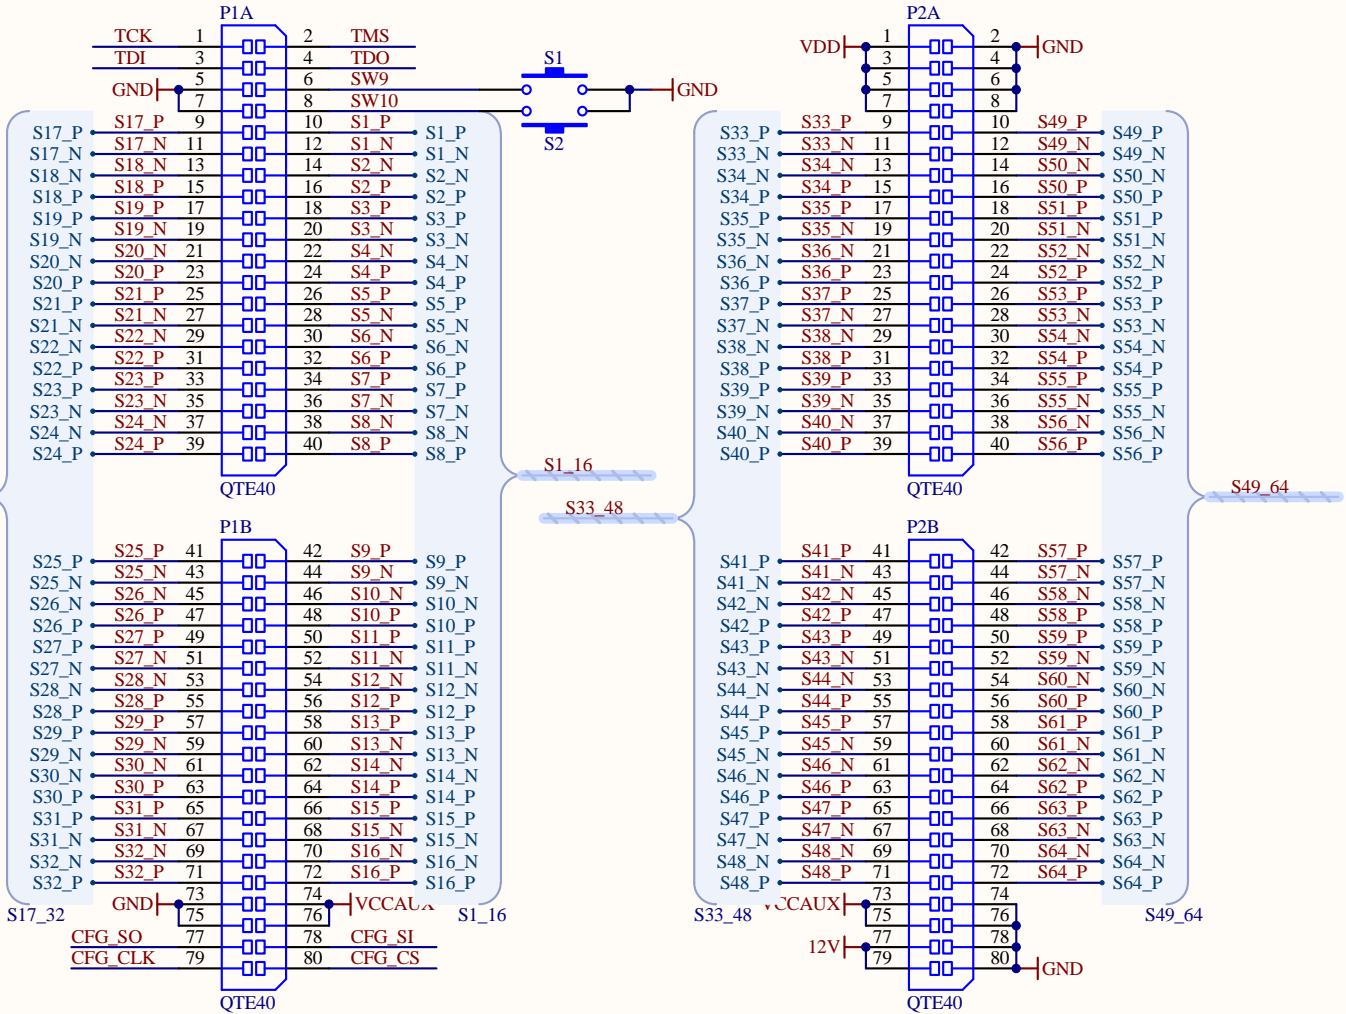 P1A P2A
TCK 1 2 TMS VDD 1 2 GND
TDI 3 4 TDO S1 3 4
GND 5 6 SW9 GND 5 6
7 8 SW10 7 8
S17_P S17_P 9 10 S1_P S1_P S33_P S33_P 9 10 S49_P S49_P
S17_N S17_N 11 12 S1_N S1_N S2 S33_N S33_N 11 12 S49_N S49_N
S18_N S18_N 13 14 S2_N S2_N S34_N S34_N 13 14 S50_N S50_N
S18_P S18_P 15 16 S2_P S2_P S34_P S34_P 15 16 S50_P S50_P
S19_P S19_P 17 18 S3_P S3_P S35_P S35_P 17 18 S51_P S51_P
S19_N S19_N 19 20 S3_N S3_N S35_N S35_N 19 20 S51_N S51_N
S20_N S20_N 21 22 S4_N S4_N S36_N S36_N 21 22 S52_N S52_N
S20_P S20_P 23 24 S4_P S4_P S36_P S36_P 23 24 S52_P S52_P
S21_P S21_P 25 26 S5_P S5_P S37_P S37_P 25 26 S53_P S53_P
S21_N S21_N 27 28 S5_N S5_N S37_N S37_N 27 28 S53_N S53_N
S22_N S22_N 29 30 S6_N S6_N S38_N S38_N 29 30 S54_N S54_N
S22_P S22_P 31 32 S6_P S6_P S38_P S38_P 31 32 S54_P S54_P
S23_P S23_P 33 34 S7_P S7_P S39_P S39_P 33 34 S55_P S55_P
S23_N S23_N 35 36 S7_N S7_N S39_N S39_N 35 36 S55_N S55_N
S24_N S24_N 37 38 S8_N S8_N S40_N S40_N 37 38 S56_N S56_N
S24_P S24_P 39 40 S8_P S8_P S40_P S40_P 39 40 S56_P S56_P
S1_16
QTE40 QTE40 S49_64
S33_48
P1B P2B
S25_P S25_P 41 42 S9_P S9_P S41_P S41_P 41 42 S57_P S57_P
S25_N S25_N 43 44 S9_N S9_N S41_N S41_N 43 44 S57_N S57_N
S26_N S26_N 45 46 S10_N S10_N S42_N S42_N 45 46 S58_N S58_N
S26_P S26_P 47 48 S10_P S10_P S42_P S42_P 47 48 S58_P S58_P
S27_P S27_P 49 50 S11_P S11_P S43_P S43_P 49 50 S59_P S59_P
S27_N S27_N 51 52 S11_N S11_N S43_N S43_N 51 52 S59_N S59_N
S28_N S28_N 53 54 S12_N S12_N S44_N S44_N 53 54 S60_N S60_N
S28_P S28_P 55 56 S12_P S12_P S44_P S44_P 55 56 S60_P S60_P
S29_P S29_P 57 58 S13_P S13_P S45_P S45_P 57 58 S61_P S61_P
S29_N S29_N 59 60 S13_N S13_N S45_N S45_N 59 60 S61_N S61_N
S30_N S30_N 61 62 S14_N S14_N S46_N S46_N 61 62 S62_N S62_N
S30_P S30_P 63 64 S14_P S14_P S46_P S46_P 63 64 S62_P S62_P
S31_P S31_P 65 66 S15_P S15_P S47_P S47_P 65 66 S63_P S63_P
S31_N S31_N 67 68 S15_N S15_N S47_N S47_N 67 68 S63_N S63_N
S32_N S32_N 69 70 S16_N S16_N S48_N S48_N 69 70 S64_N S64_N
S32_P S32_P 71 72 S16_P S16_P S48_P S48_P 71 72 S64_P S64_P
GND 73 74 VCCAUX VCCAUX 73 74
S17_32 75 76 S1_16 S33_48 75 76 S49_64
CFG_SO 77 78 CFG_SI 12V 77 78
CFG_CLK 79 80 CFG_CS 79 80 GND
QTE40 QTE40